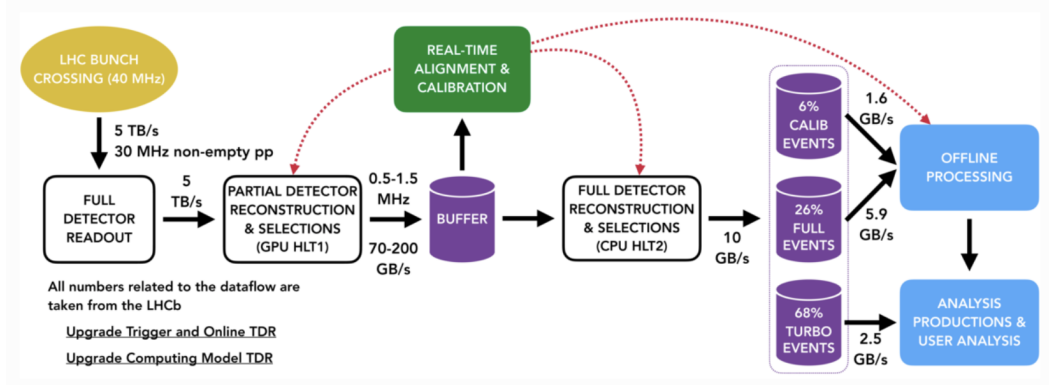 LHC BUNCH
CROSSING (40 MHz)
5 TB/s
30 MHz non-empty pp
FULL
DETECTOR
READOUT
5
TB/s
PARTIAL DETECTOR
RECONSTRUCTION
& SELECTIONS
(GPU HLT1)
0.5-1.5
MHz
70-200
GB/s
REAL-TIME
ALIGNMENT &
CALIBRATION
BUFFER
FULL DETECTOR
RECONSTRUCTION
& SELECTIONS
(CPU HLT2)
10
GB/s
6%
CALIB
EVENTS
26%
FULL
EVENTS
68%
TURBO
EVENTS
1.6
GB/s
5.9
GB/s
2.5
GB/s
OFFLINE
PROCESSING
ANALYSIS
PRODUCTIONS &
USER ANALYSIS
All numbers related to the dataflow are
taken from the LHCb
Upgrade Trigger and Online TDR
Upgrade Computing Model TDR